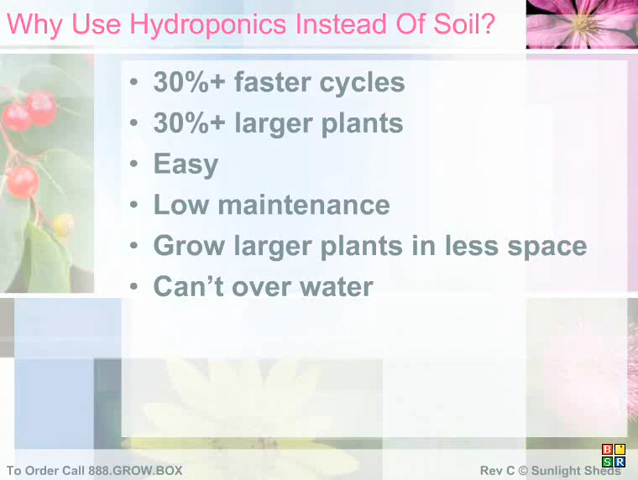 Why Use Hydroponics Instead Of Soil?
• 30%+ faster cycles
• 30%+ larger plants
• Easy
• Low maintenance
• Grow larger plants in less space
• Can't over water
To Order Call 888.GROW.BOX
Rev C © Sunlight Sheds
B
S R